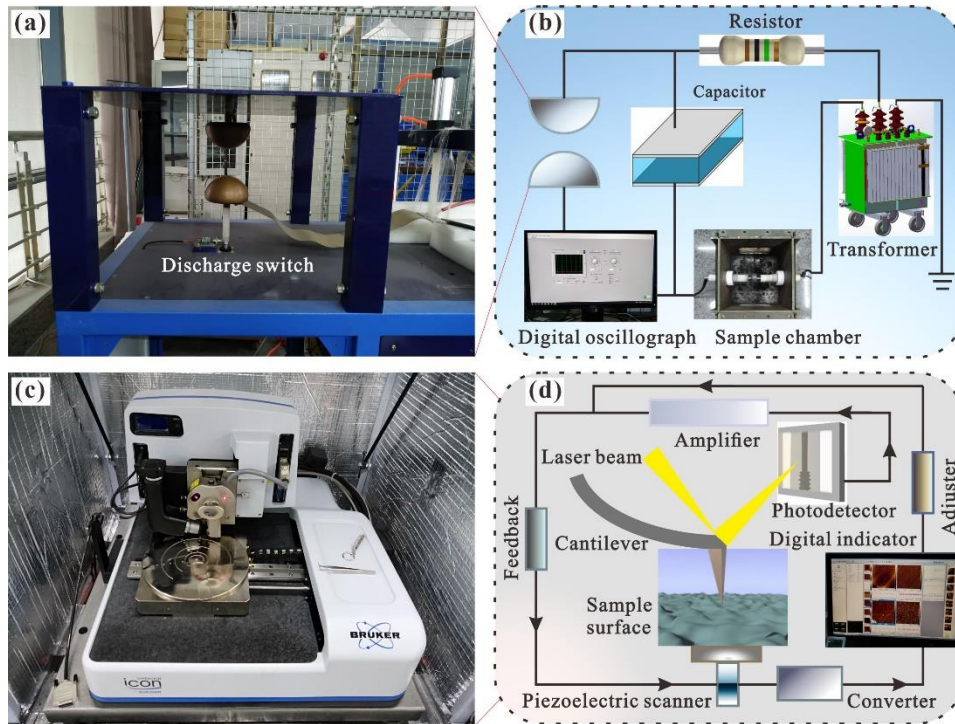 (a)
Discharge switch
(b)
Resistor
Capacitor
Transformer
Digital oscillograph
Sample chamber
(c)
BRUKER
icon
(d)
Amplifier
Laser beam
Photodetector
Adjuster
Feedback
Cantilever
Digital indicator
Sample
surface
Piezoelectric scanner
Converter